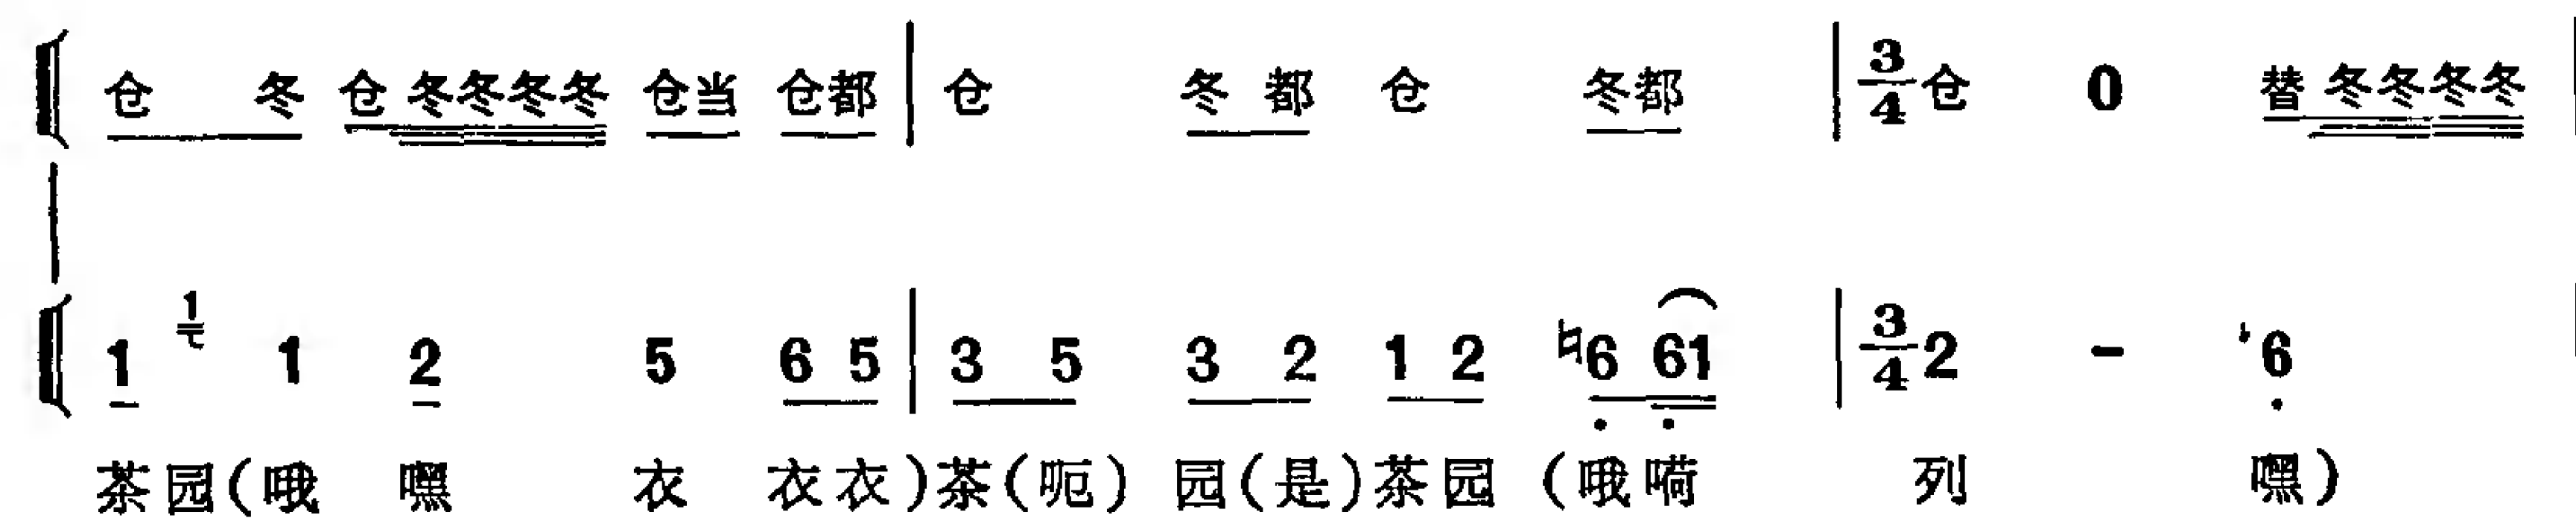 仓 冬 仓 冬冬冬冬 仓当 仓都 | 仓 冬 都 仓 冬都 | 3/4 仓 0 替 冬冬冬冬 |
1 1 1 2 5 6 5 | 3 5 3 2 1 2 ♮6 61 | 3/4 2 - 6 |
茶园(哦 嘿 衣 衣衣)茶(呃) 园(是)茶园 (哦嗬 列 嘿)